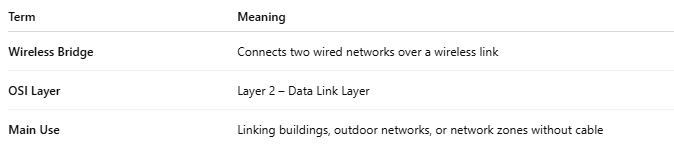 Term Meaning
Wireless Bridge Connects two wired networks over a wireless link
OSI Layer Layer 2 – Data Link Layer
Main Use Linking buildings, outdoor networks, or network zones without cable